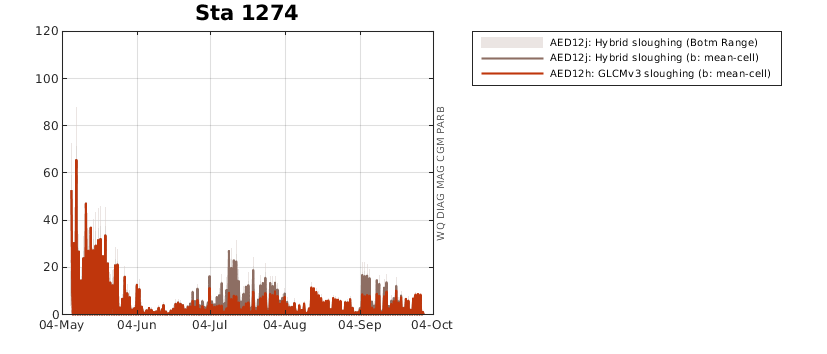 Sta 1274
120
100
80
60
40
20
0
04-May 04-Jun 04-Jul 04-Aug 04-Sep 04-Oct
WQ DIAG MAG CGM PARB
AED12j: Hybrid sloughing (Botm Range)
AED12j: Hybrid sloughing (b: mean-cell)
AED12h: GLCMv3 sloughing (b: mean-cell)